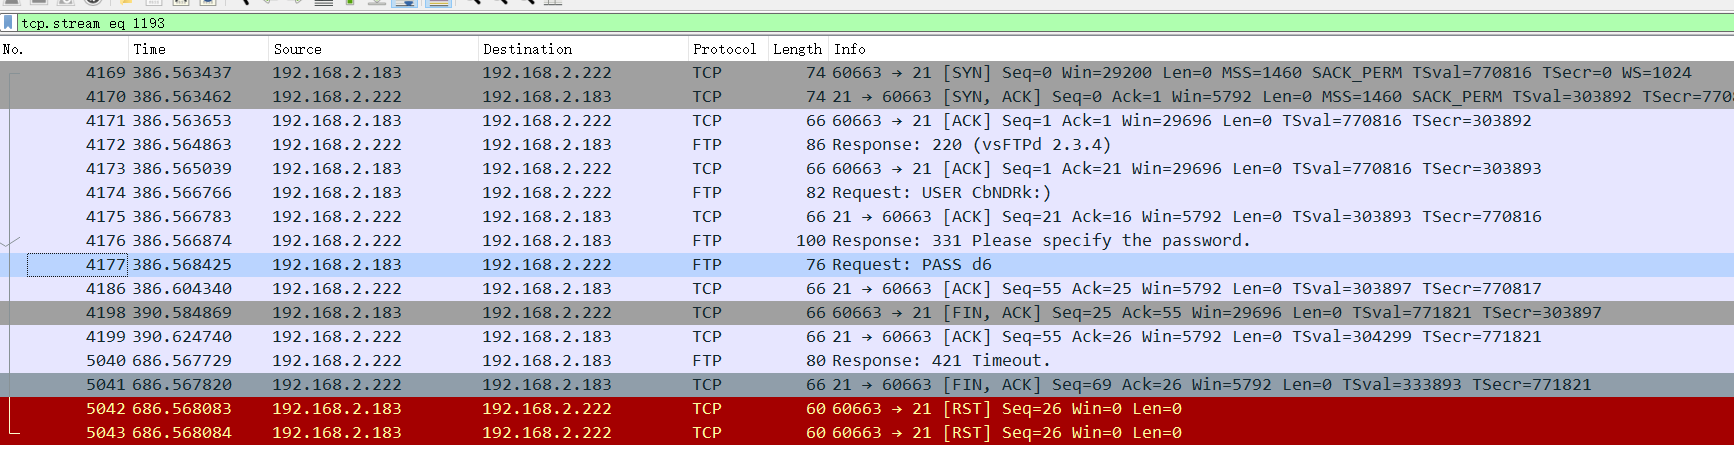 tcp.stream eq 1193
No. Time Source Destination Protocol Length Info
4169 386.563437 192.168.2.183 192.168.2.222 TCP 74 60663 → 21 [SYN] Seq=0 Win=29200 Len=0 MSS=1460 SACK_PERM TSval=770816 TSecr=0 WS=1024
4170 386.563462 192.168.2.222 192.168.2.183 TCP 74 21 → 60663 [SYN, ACK] Seq=0 Ack=1 Win=5792 Len=0 MSS=1460 SACK_PERM TSval=303892 TSecr=770
4171 386.563653 192.168.2.183 192.168.2.222 TCP 66 60663 → 21 [ACK] Seq=1 Ack=1 Win=29696 Len=0 TSval=770816 TSecr=303892
4172 386.564863 192.168.2.222 192.168.2.183 FTP 86 Response: 220 (vsFTPd 2.3.4)
4173 386.565039 192.168.2.183 192.168.2.222 TCP 66 60663 → 21 [ACK] Seq=1 Ack=21 Win=29696 Len=0 TSval=770816 TSecr=303893
4174 386.566766 192.168.2.183 192.168.2.222 FTP 82 Request: USER CbNDRk:)
4175 386.566783 192.168.2.222 192.168.2.183 TCP 66 21 → 60663 [ACK] Seq=21 Ack=16 Win=5792 Len=0 TSval=303893 TSecr=770816
4176 386.566874 192.168.2.222 192.168.2.183 FTP 100 Response: 331 Please specify the password.
4177 386.568425 192.168.2.183 192.168.2.222 FTP 76 Request: PASS d6
4186 386.604340 192.168.2.222 192.168.2.183 TCP 66 21 → 60663 [ACK] Seq=55 Ack=25 Win=5792 Len=0 TSval=303897 TSecr=770817
4198 390.584869 192.168.2.183 192.168.2.222 TCP 66 60663 → 21 [FIN, ACK] Seq=25 Ack=55 Win=29696 Len=0 TSval=771821 TSecr=303897
4199 390.624740 192.168.2.222 192.168.2.183 TCP 66 21 → 60663 [ACK] Seq=55 Ack=26 Win=5792 Len=0 TSval=304299 TSecr=771821
5040 686.567729 192.168.2.222 192.168.2.183 FTP 80 Response: 421 Timeout.
5041 686.567820 192.168.2.222 192.168.2.183 TCP 66 21 → 60663 [FIN, ACK] Seq=69 Ack=26 Win=5792 Len=0 TSval=333893 TSecr=771821
5042 686.568083 192.168.2.183 192.168.2.222 TCP 60 60663 → 21 [RST] Seq=26 Win=0 Len=0
5043 686.568084 192.168.2.183 192.168.2.222 TCP 60 60663 → 21 [RST] Seq=26 Win=0 Len=0